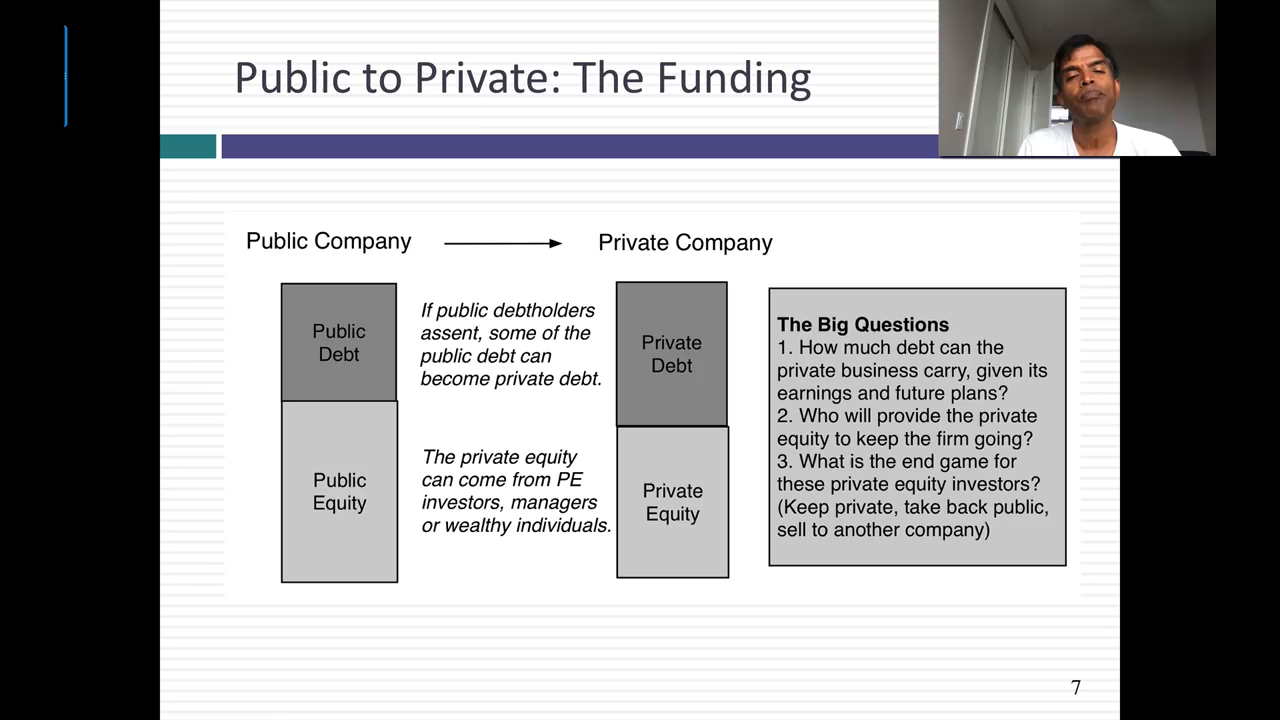 Public to Private: The Funding
Public Company
Private Company
Public
Debt
If public debtholders
assent, some of the
public debt can
become private debt.
Private
Debt
Public
Equity
The private equity
can come from PE
investors, managers
or wealthy individuals.
Private
Equity
The Big Questions
1. How much debt can the
private business carry, given its
earnings and future plans?
2. Who will provide the private
equity to keep the firm going?
3. What is the end game for
these private equity investors?
(Keep private, take back public,
sell to another company)
7